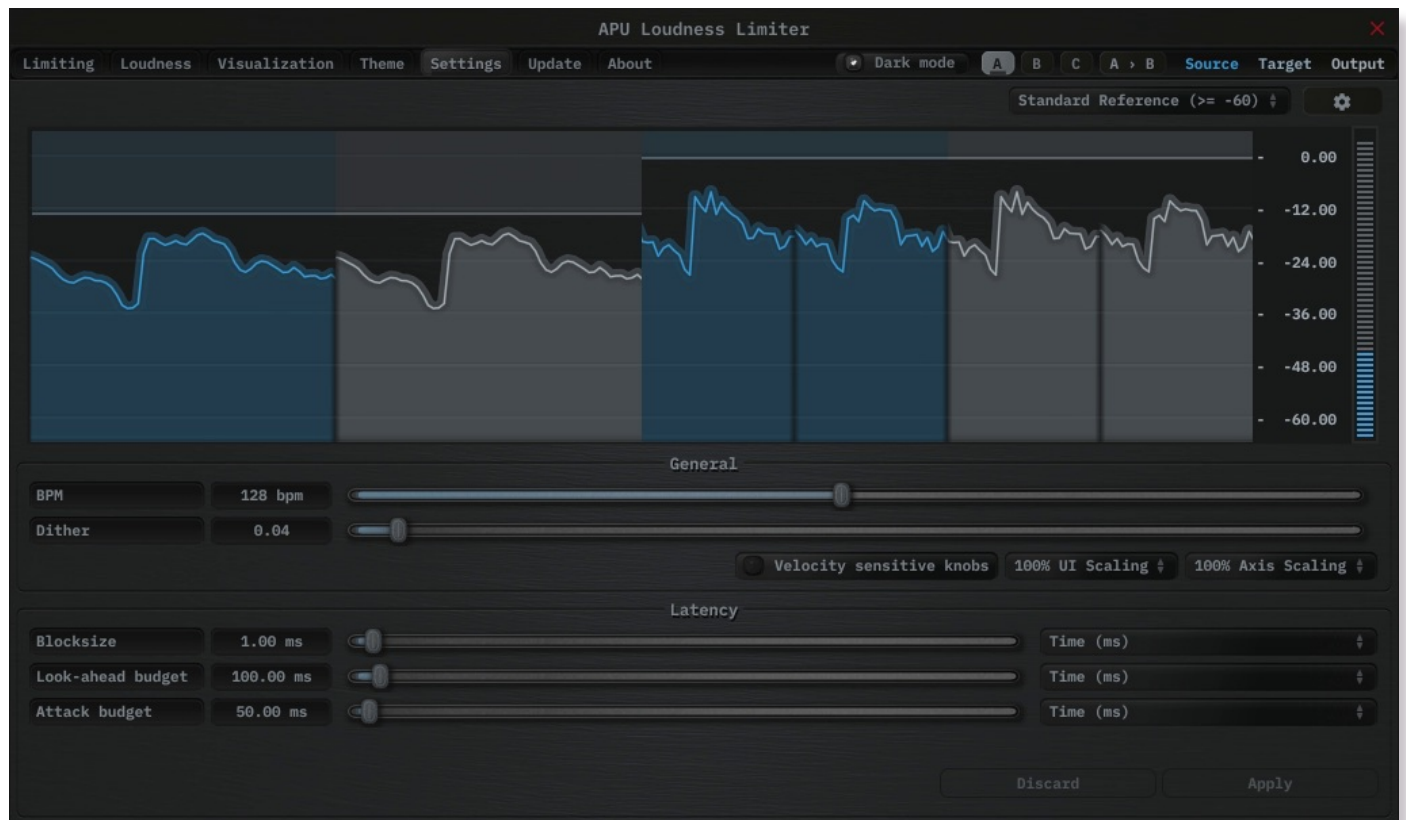 APU Loudness Limiter
Limiting Loudness Visualization Theme Settings Update About Dark mode A B C A › B Source Target Output
Standard Reference (>= -60)
- 0.00
- -12.00
- -24.00
- -36.00
- -48.00
- -60.00
General
BPM 128 bpm
Dither 0.04
Velocity sensitive knobs 100% UI Scaling 100% Axis Scaling
Latency
Blocksize 1.00 ms Time (ms)
Look-ahead budget 100.00 ms Time (ms)
Attack budget 50.00 ms Time (ms)
Discard Apply